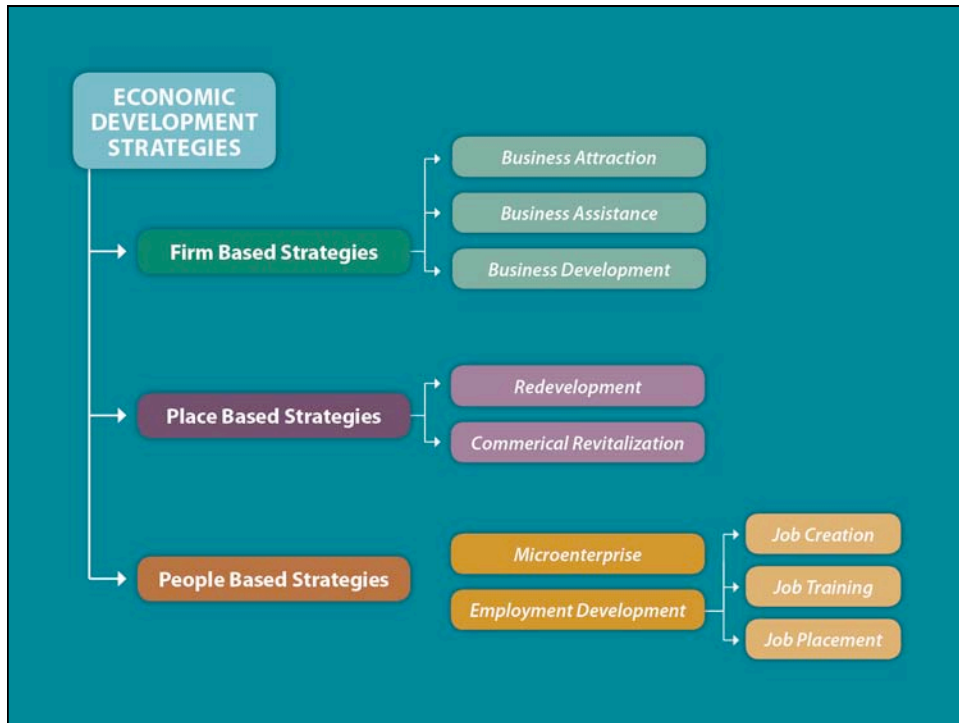 ECONOMIC
DEVELOPMENT
STRATEGIES
Firm Based Strategies
Business Attraction
Business Assistance
Business Development
Place Based Strategies
Redevelopment
Commerical Revitalization
People Based Strategies
Microenterprise
Employment Development
Job Creation
Job Training
Job Placement